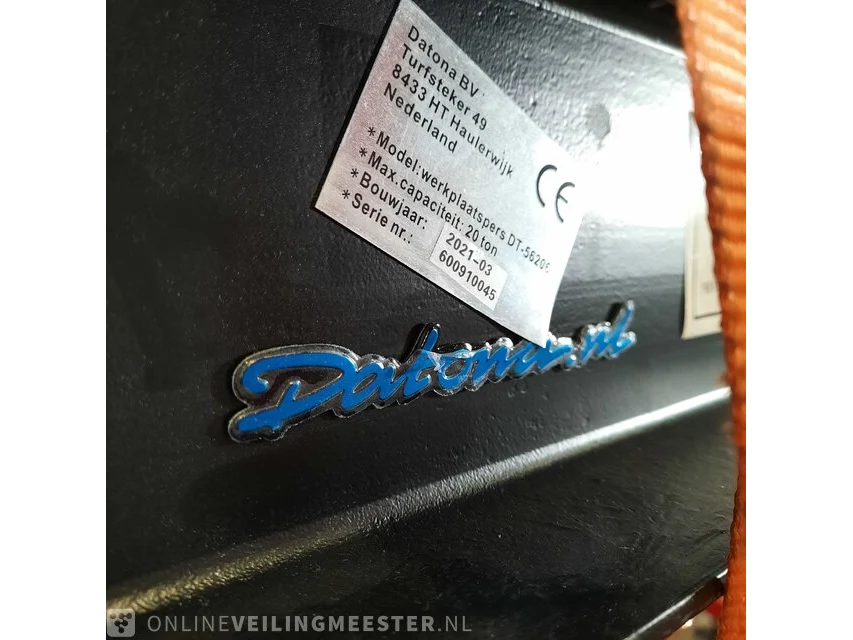 Datona BV
Turfsteker 49
8433 HT Haulerwijk
Nederland
CE
*Model:werkplaatspers DT-56206
*Max.capaciteit: 20 ton
*Bouwjaar: 2021-03
*Serie nr.: 600910045
Datona.nl
ONLINEVEILINGMEESTER.NL